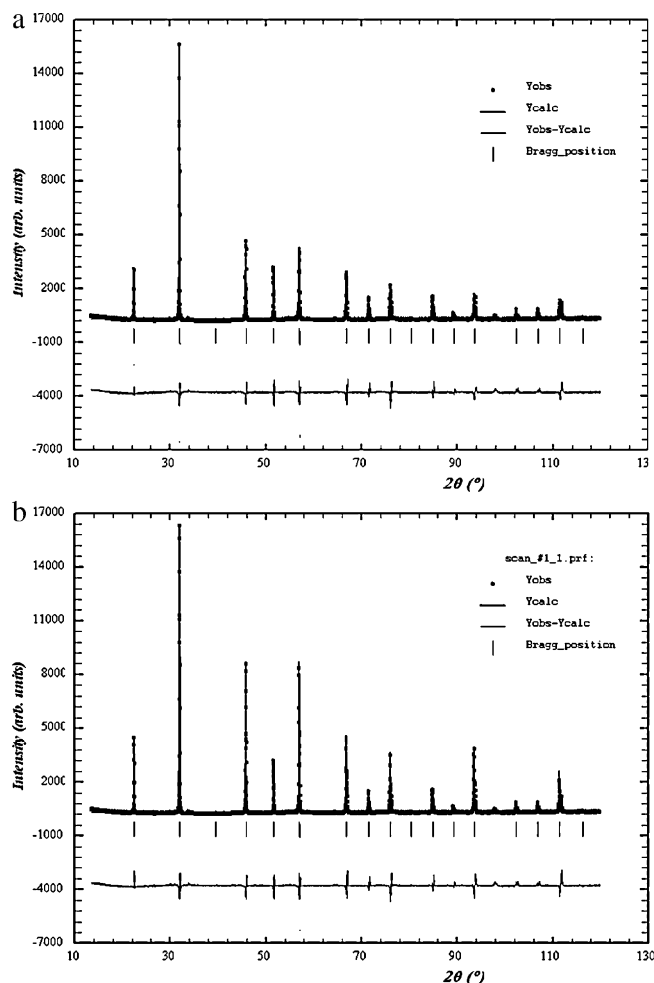 a
17000
14000
11000
8000
5000
2000
-1000
-4000
-7000
Intensity (arb. units)
Yobs
Ycalc
Yobs-Ycalc
Bragg_position
10 30 50 70 90 110 130
2θ (°)
b
17000
14000
11000
8000
5000
2000
-1000
-4000
-7000
Intensity (arb. units)
scan_#1_1.prf:
Yobs
Ycalc
Yobs-Ycalc
Bragg_position
10 30 50 70 90 110 130
2θ (°)